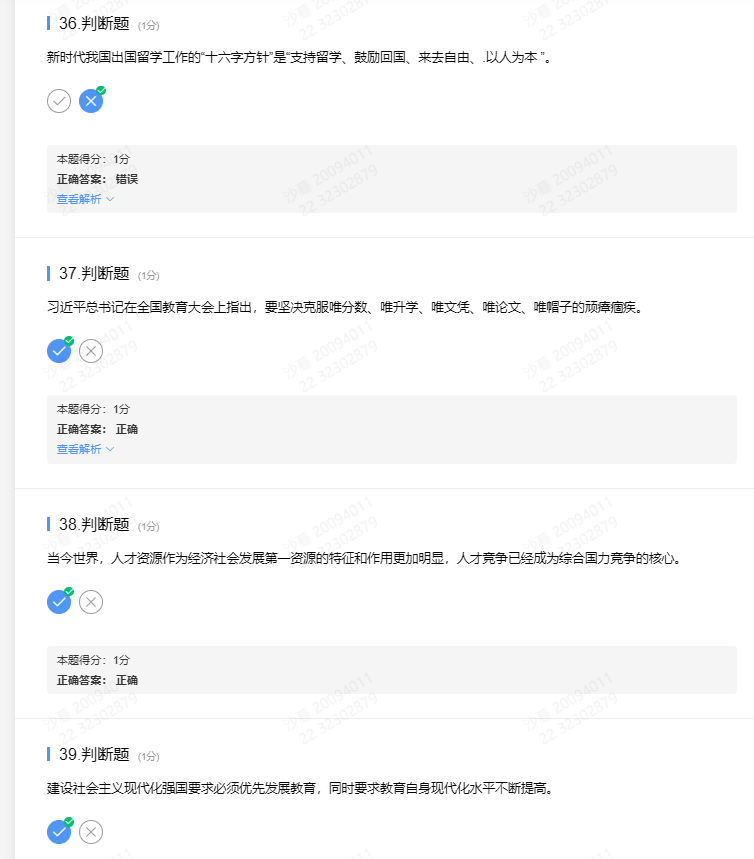 36.判断题 (1分)
新时代我国出国留学工作的“十六字方针”是“支持留学、鼓励回国、来去自由、.以人为本 ”。
本题得分： 1分
正确答案： 错误
查看解析
37.判断题 (1分)
习近平总书记在全国教育大会上指出，要坚决克服唯分数、唯升学、唯文凭、唯论文、唯帽子的顽瘴痼疾。
本题得分： 1分
正确答案： 正确
查看解析
38.判断题 (1分)
当今世界，人才资源作为经济社会发展第一资源的特征和作用更加明显，人才竞争已经成为综合国力竞争的核心。
本题得分： 1分
正确答案： 正确
39.判断题 (1分)
建设社会主义现代化强国要求必须优先发展教育，同时要求教育自身现代化水平不断提高。